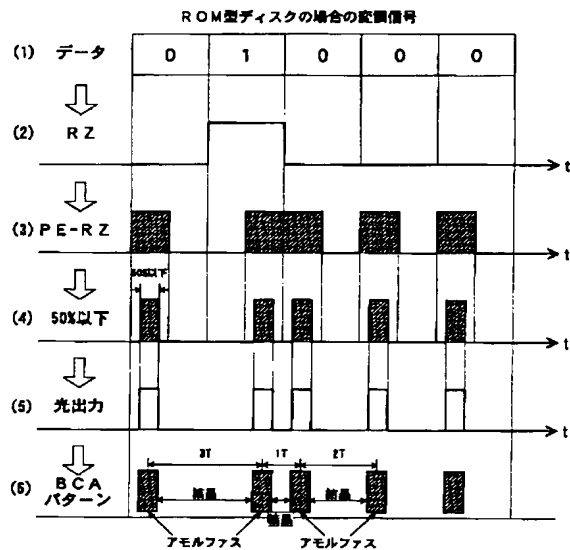 ROM型ディスクの場合の変調信号
(1) データ 0 1 0 0 0
(2) RZ
t
(3) PE-RZ
t
50%以下
(4) 50%以下
t
(5) 光出力
t
3T 1T 2T
(6) BCAパターン
結晶 結晶
結晶
アモルファス アモルファス